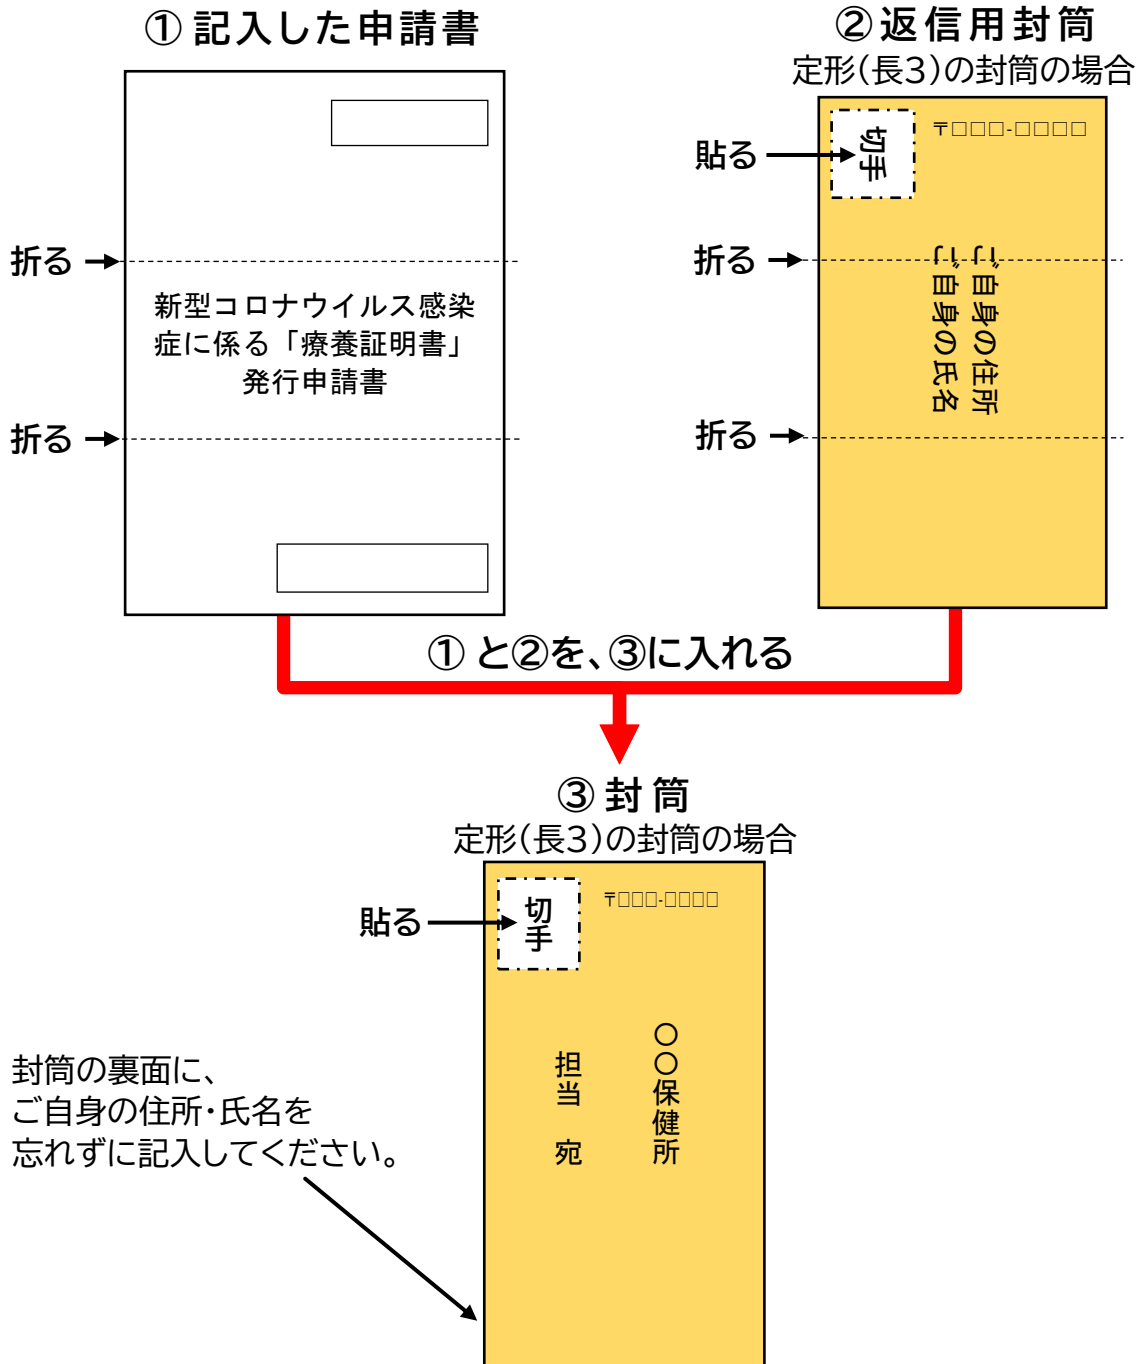 ① 記入した申請書
折る
新型コロナウイルス感染
症に係る「療養証明書」
発行申請書
折る
②返信用封筒
定形(長3)の封筒の場合
貼る
切手
〒□□□-□□□□
折る
ご自身の住所
ご自身の氏名
折る
① と②を、③に入れる
③ 封 筒
定形(長3)の封筒の場合
貼る
切手
〒□□□-□□□□
〇〇保健所
担当　宛
封筒の裏面に、
ご自身の住所・氏名を
忘れずに記入してください。